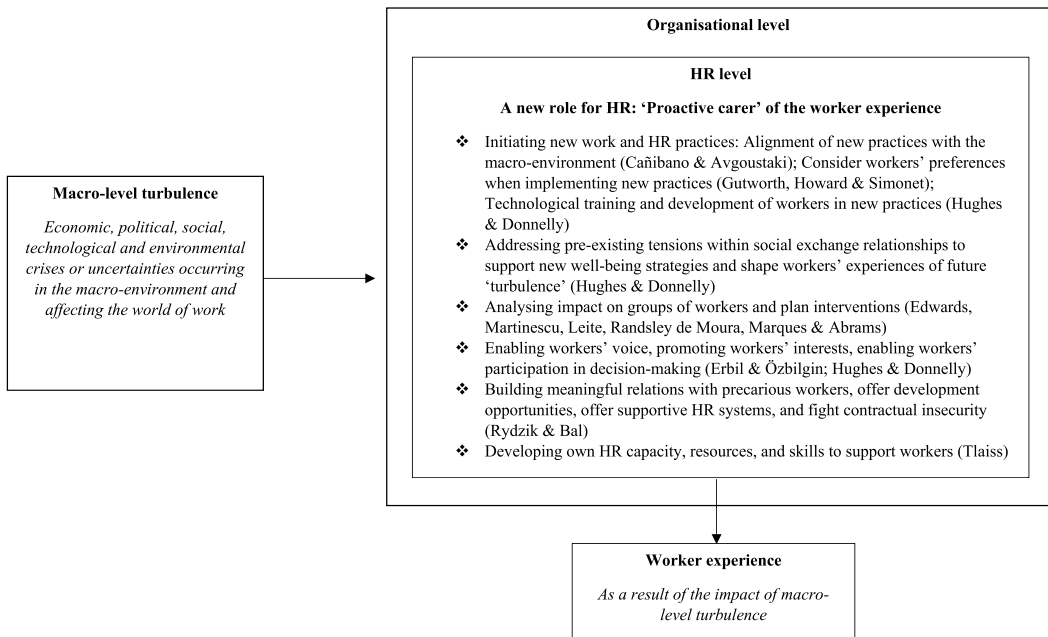 Organisational level
HR level
A new role for HR: ‘Proactive carer’ of the worker experience
❖ Initiating new work and HR practices: Alignment of new practices with the
macro-environment (Cañibano & Avgoustaki); Consider workers’ preferences
when implementing new practices (Gutworth, Howard & Simonet);
Technological training and development of workers in new practices (Hughes
& Donnelly)
❖ Addressing pre-existing tensions within social exchange relationships to
support new well-being strategies and shape workers’ experiences of future
‘turbulence’ (Hughes & Donnelly)
❖ Analysing impact on groups of workers and plan interventions (Edwards,
Martinescu, Leite, Randsley de Moura, Marques & Abrams)
❖ Enabling workers’ voice, promoting workers’ interests, enabling workers’
participation in decision-making (Erbil & Özbilgin; Hughes & Donnelly)
❖ Building meaningful relations with precarious workers, offer development
opportunities, offer supportive HR systems, and fight contractual insecurity
(Rydzik & Bal)
❖ Developing own HR capacity, resources, and skills to support workers (Tlaiss)
Macro-level turbulence
Economic, political, social,
technological and environmental
crises or uncertainties occurring
in the macro-environment and
affecting the world of work
Worker experience
As a result of the impact of macro-
level turbulence